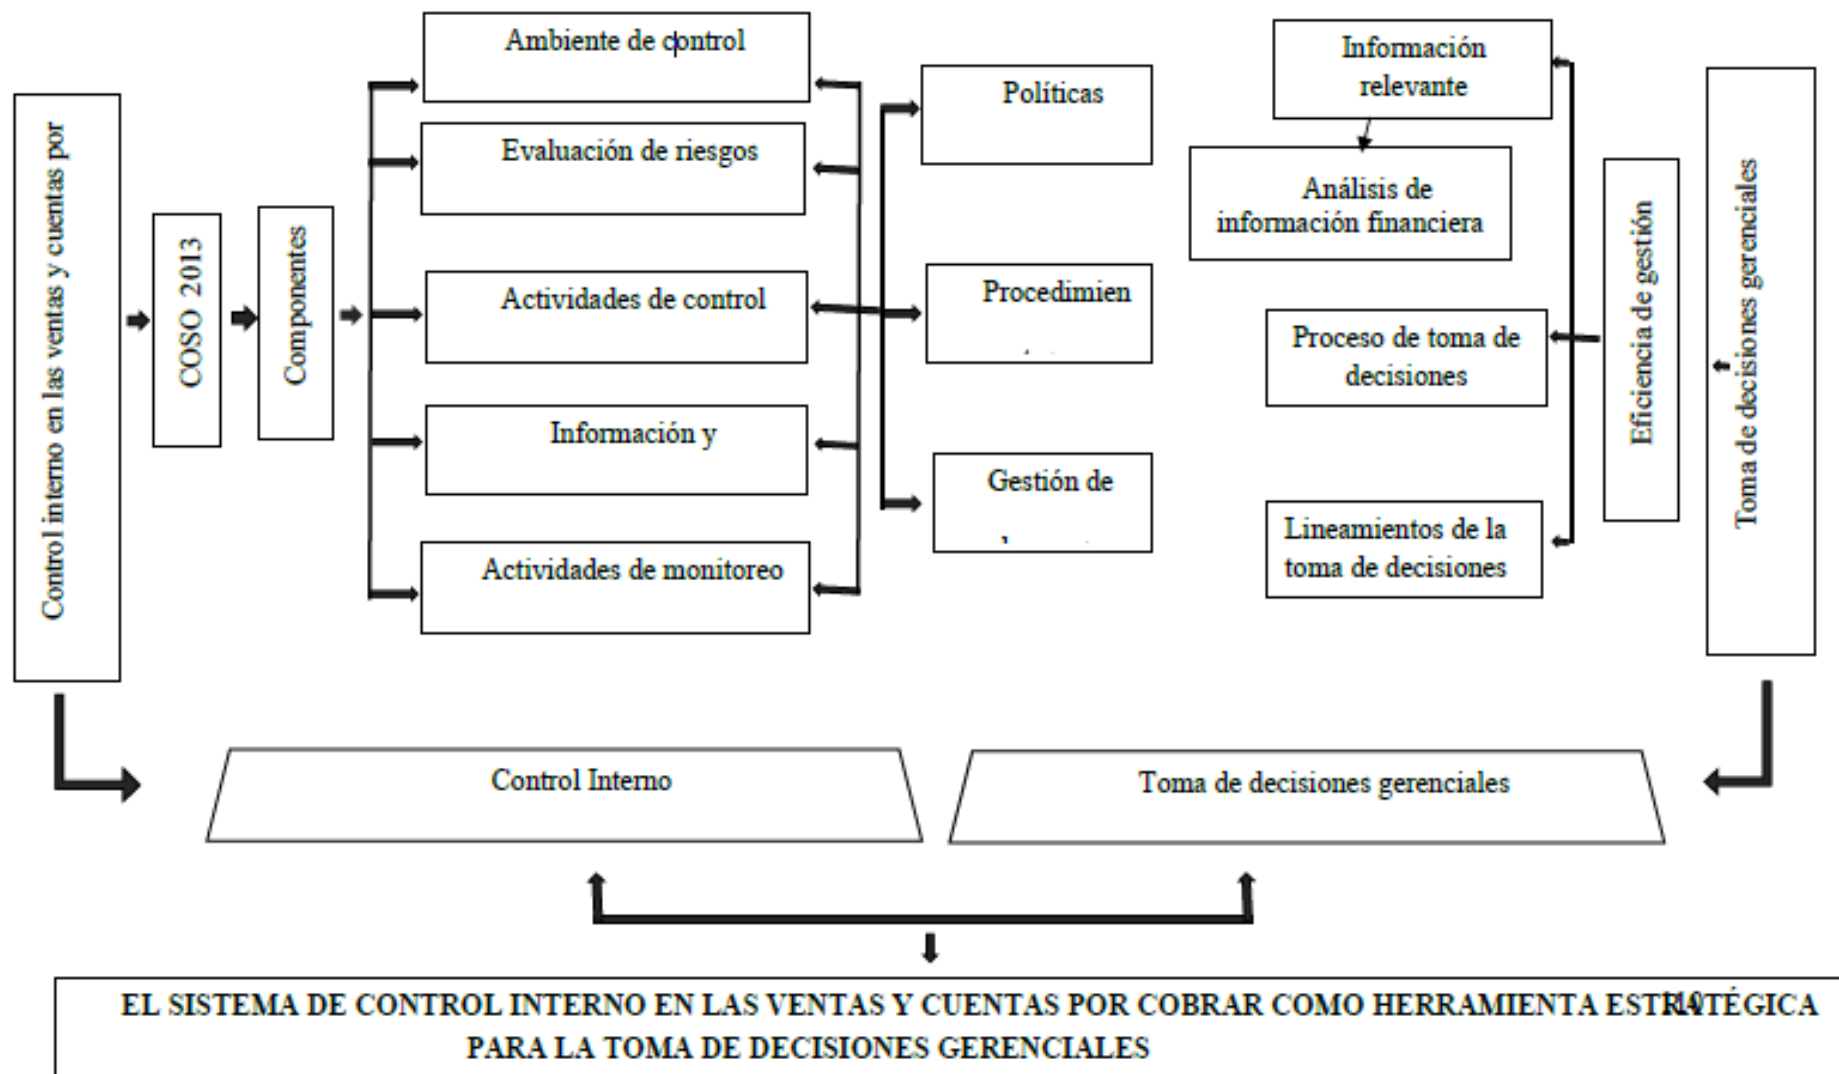 Control interno en las ventas y cuentas por
COSO 2013
Componentes
Ambiente de control
Evaluación de riesgos
Actividades de control
Información y
Actividades de monitoreo
Políticas
Procedimien
Gestión de
Información
relevante
Análisis de
información financiera
Proceso de toma de
decisiones
Lineamientos de la
toma de decisiones
Eficiencia de gestión
Toma de decisiones gerenciales
Control Interno
Toma de decisiones gerenciales
EL SISTEMA DE CONTROL INTERNO EN LAS VENTAS Y CUENTAS POR COBRAR COMO HERRAMIENTA ESTRATÉGICA
PARA LA TOMA DE DECISIONES GERENCIALES